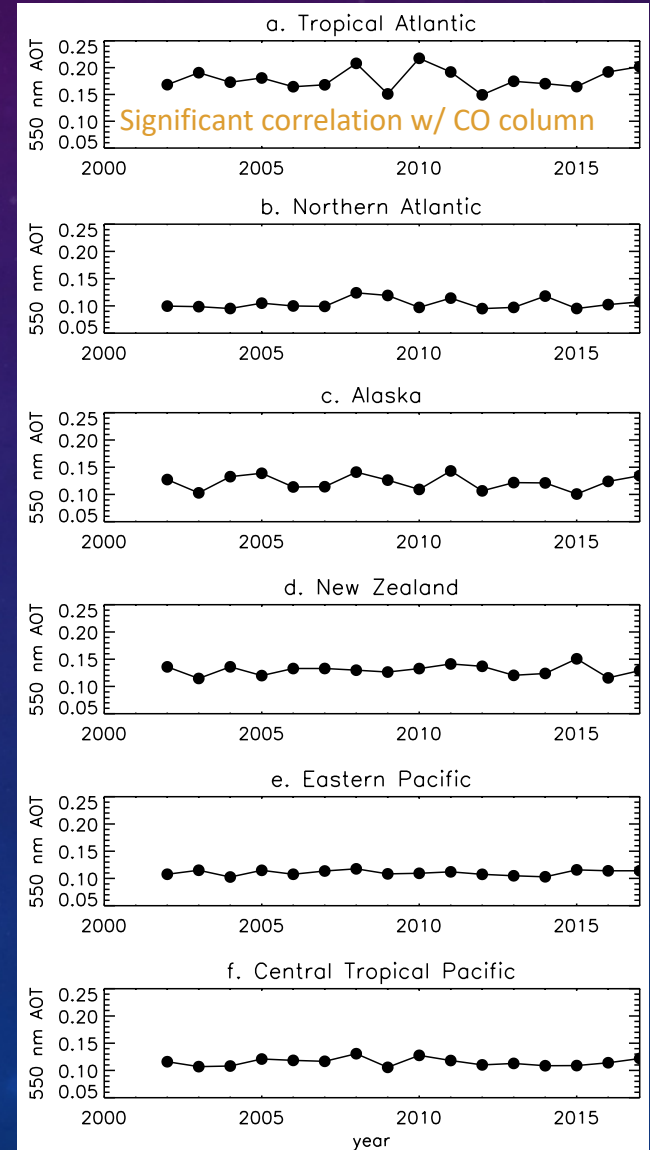 a. Tropical Atlantic
550 nm AOT
0.25
0.20
0.15
0.10
0.05
Significant correlation w/ CO column
2000 2005 2010 2015
b. Northern Atlantic
550 nm AOT
0.25
0.20
0.15
0.10
0.05
2000 2005 2010 2015
c. Alaska
550 nm AOT
0.25
0.20
0.15
0.10
0.05
2000 2005 2010 2015
d. New Zealand
550 nm AOT
0.25
0.20
0.15
0.10
0.05
2000 2005 2010 2015
e. Eastern Pacific
550 nm AOT
0.25
0.20
0.15
0.10
0.05
2000 2005 2010 2015
f. Central Tropical Pacific
550 nm AOT
0.25
0.20
0.15
0.10
0.05
2000 2005 2010 2015
year